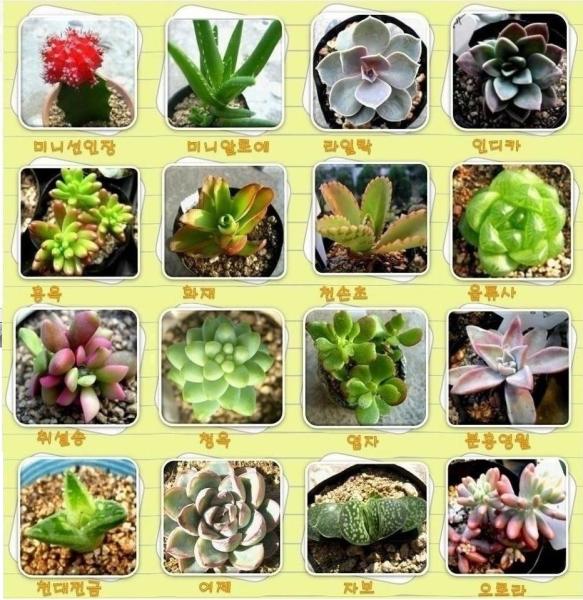 미니선인장 미니알로에 라일락 인디카
홍옥 화재 천손초 옵튜사
취설송 청옥 염자 분홍영월
천대전금 여제 자보 오로라